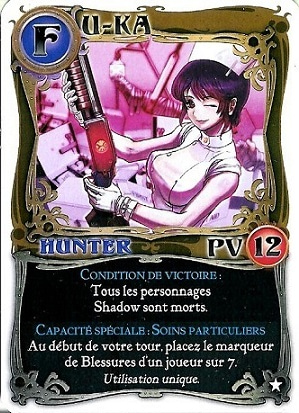 FU-KA
HUNTER PV 12
CONDITION DE VICTOIRE :
Tous les personnages
Shadow sont morts.
CAPACITÉ SPÉCIALE : SOINS PARTICULIERS
Au début de votre tour, placez le marqueur
de Blessures d'un joueur sur 7.
Utilisation unique.